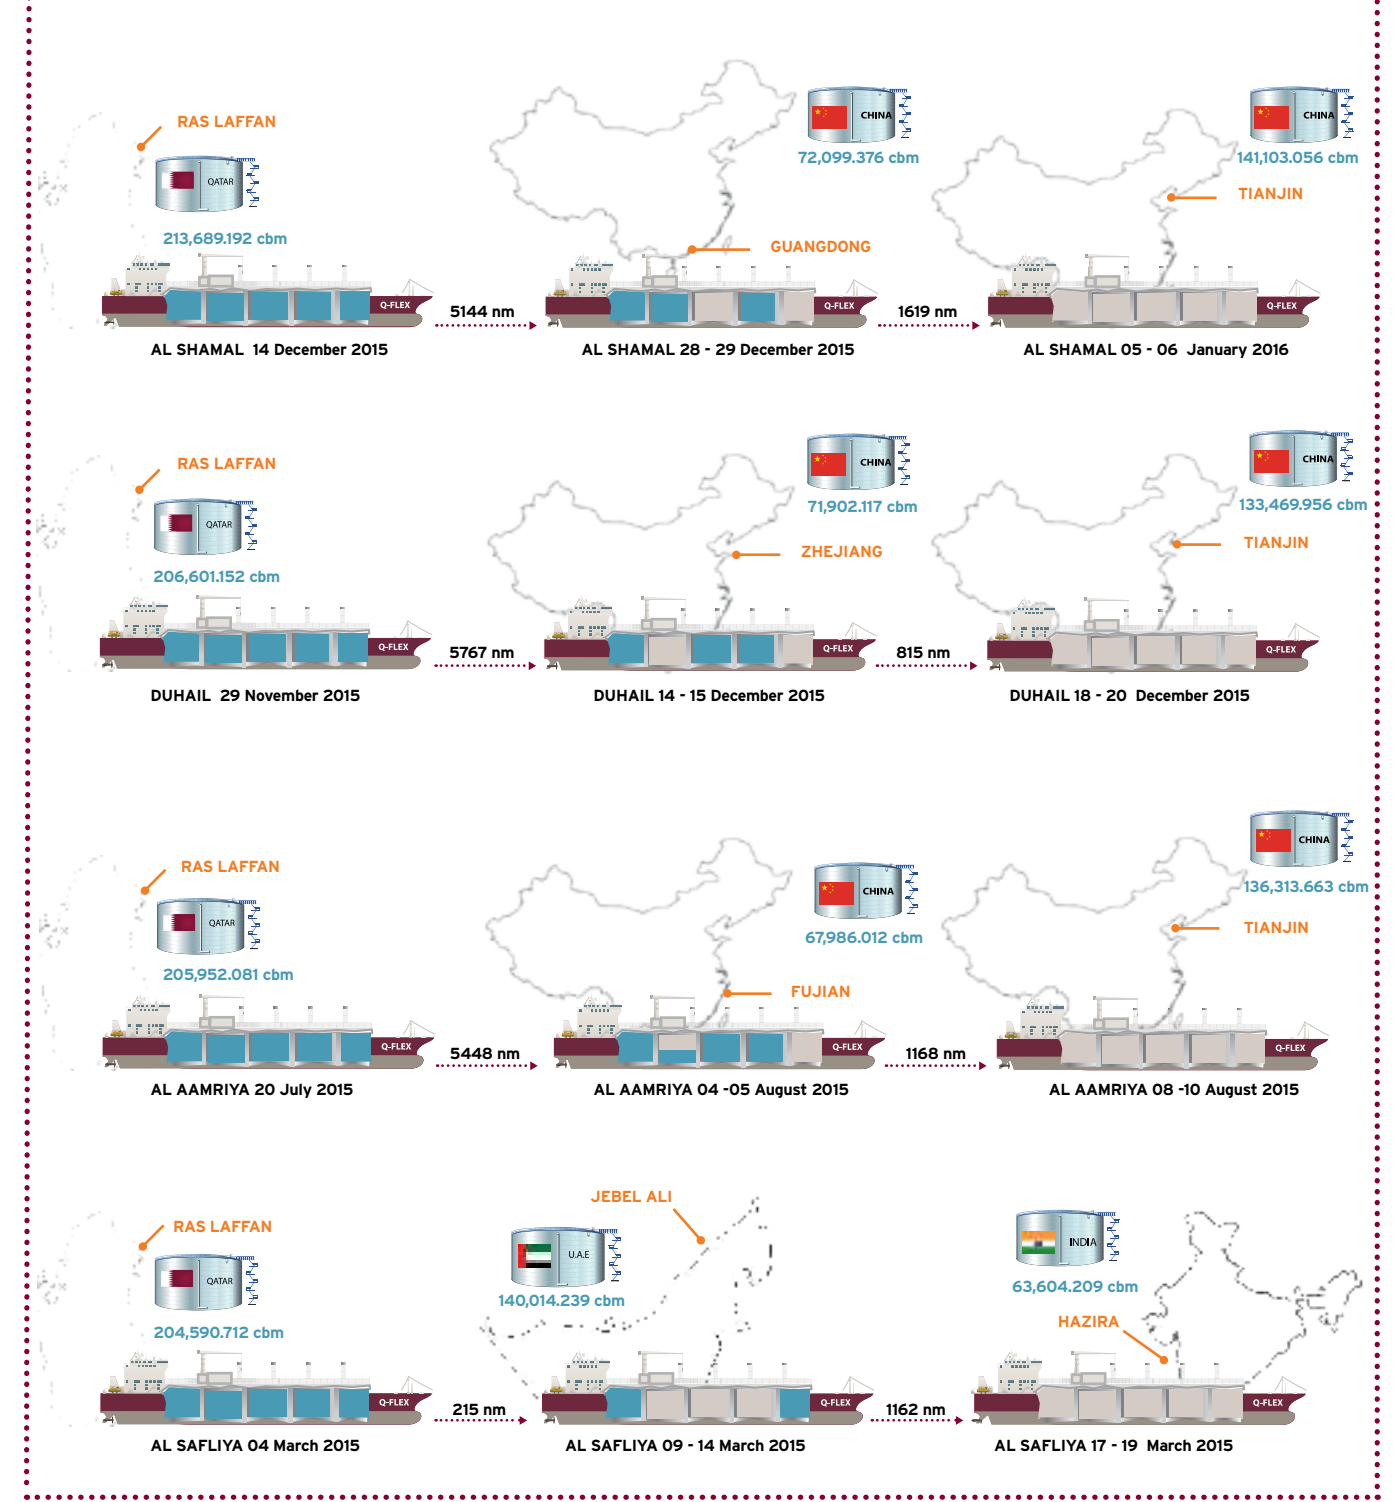 RAS LAFFAN
QATAR
213,689.192 cbm
Q-FLEX
AL SHAMAL 14 December 2015
5144 nm
CHINA
72,099.376 cbm
GUANGDONG
Q-FLEX
AL SHAMAL 28 - 29 December 2015
1619 nm
CHINA
141,103.056 cbm
TIANJIN
Q-FLEX
AL SHAMAL 05 - 06 January 2016
RAS LAFFAN
QATAR
206,601.152 cbm
Q-FLEX
DUHAIL 29 November 2015
5767 nm
CHINA
71,902.117 cbm
ZHEJIANG
Q-FLEX
DUHAIL 14 - 15 December 2015
815 nm
CHINA
133,469.956 cbm
TIANJIN
Q-FLEX
DUHAIL 18 - 20 December 2015
RAS LAFFAN
QATAR
205,952.081 cbm
Q-FLEX
AL AAMRIYA 20 July 2015
5448 nm
CHINA
67,986.012 cbm
FUJIAN
Q-FLEX
AL AAMRIYA 04 -05 August 2015
1168 nm
CHINA
136,313.663 cbm
TIANJIN
Q-FLEX
AL AAMRIYA 08 -10 August 2015
RAS LAFFAN
QATAR
204,590.712 cbm
Q-FLEX
AL SAFLIYA 04 March 2015
215 nm
JEBEL ALI
U.A.E
140,014.239 cbm
Q-FLEX
AL SAFLIYA 09 - 14 March 2015
1162 nm
INDIA
63,604.209 cbm
HAZIRA
Q-FLEX
AL SAFLIYA 17 - 19 March 2015